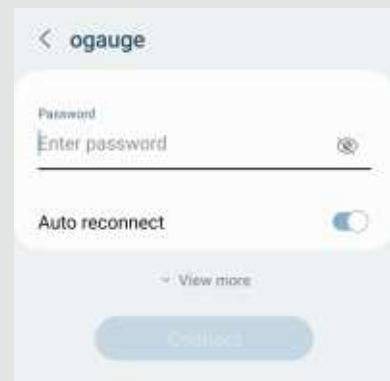 ogauge
Password
Enter password
Auto reconnect
View more
Connect